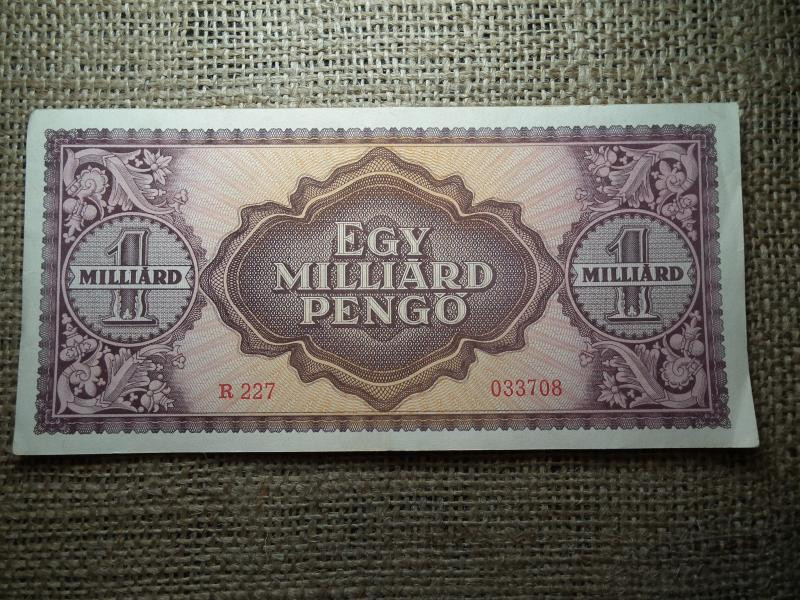 EGY
MILLIÁRD
PENGŐ
1
MILLIÁRD
1
MILLIÁRD
R 227
033708